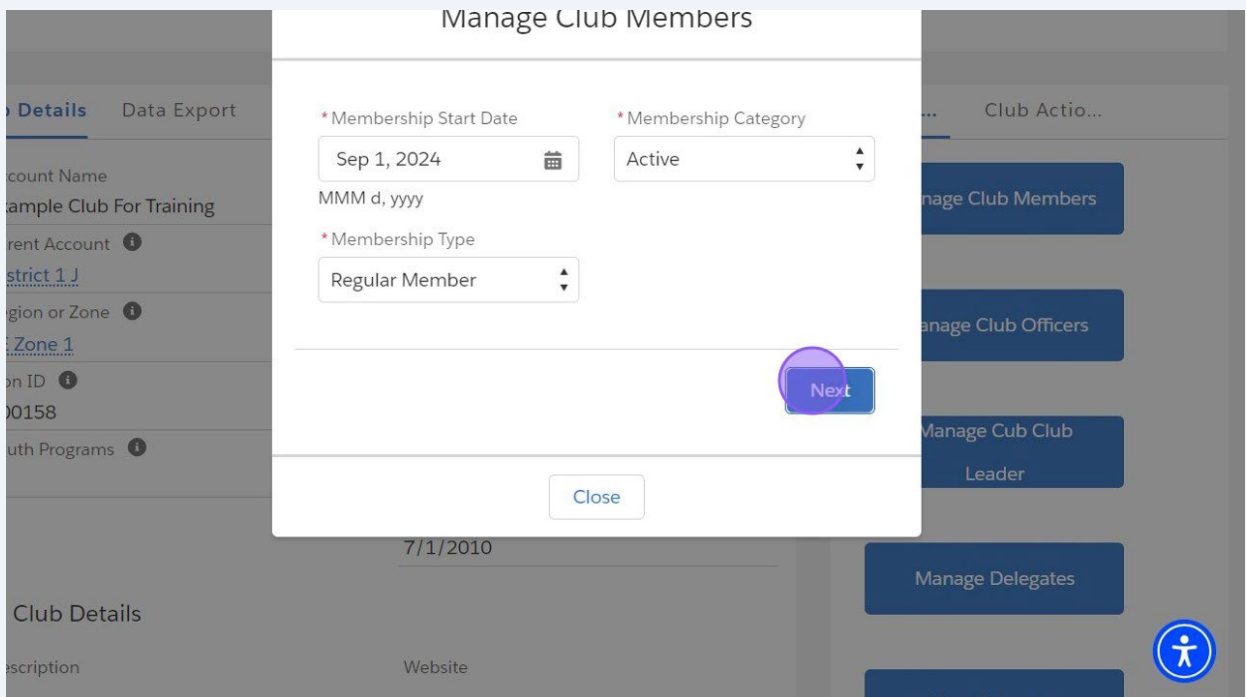 Manage Club Members
* Membership Start Date
Sep 1, 2024
MMM d, yyyy
* Membership Category
Active
* Membership Type
Regular Member
Next
Close
Details Data Export
count Name
ample Club For Training
rent Account
strict 1 J
gion or Zone
Zone 1
on ID
00158
uth Programs
7/1/2010
Club Details
escription
Website
... Club Actio...
nage Club Members
anage Club Officers
Manage Cub Club
Leader
Manage Delegates